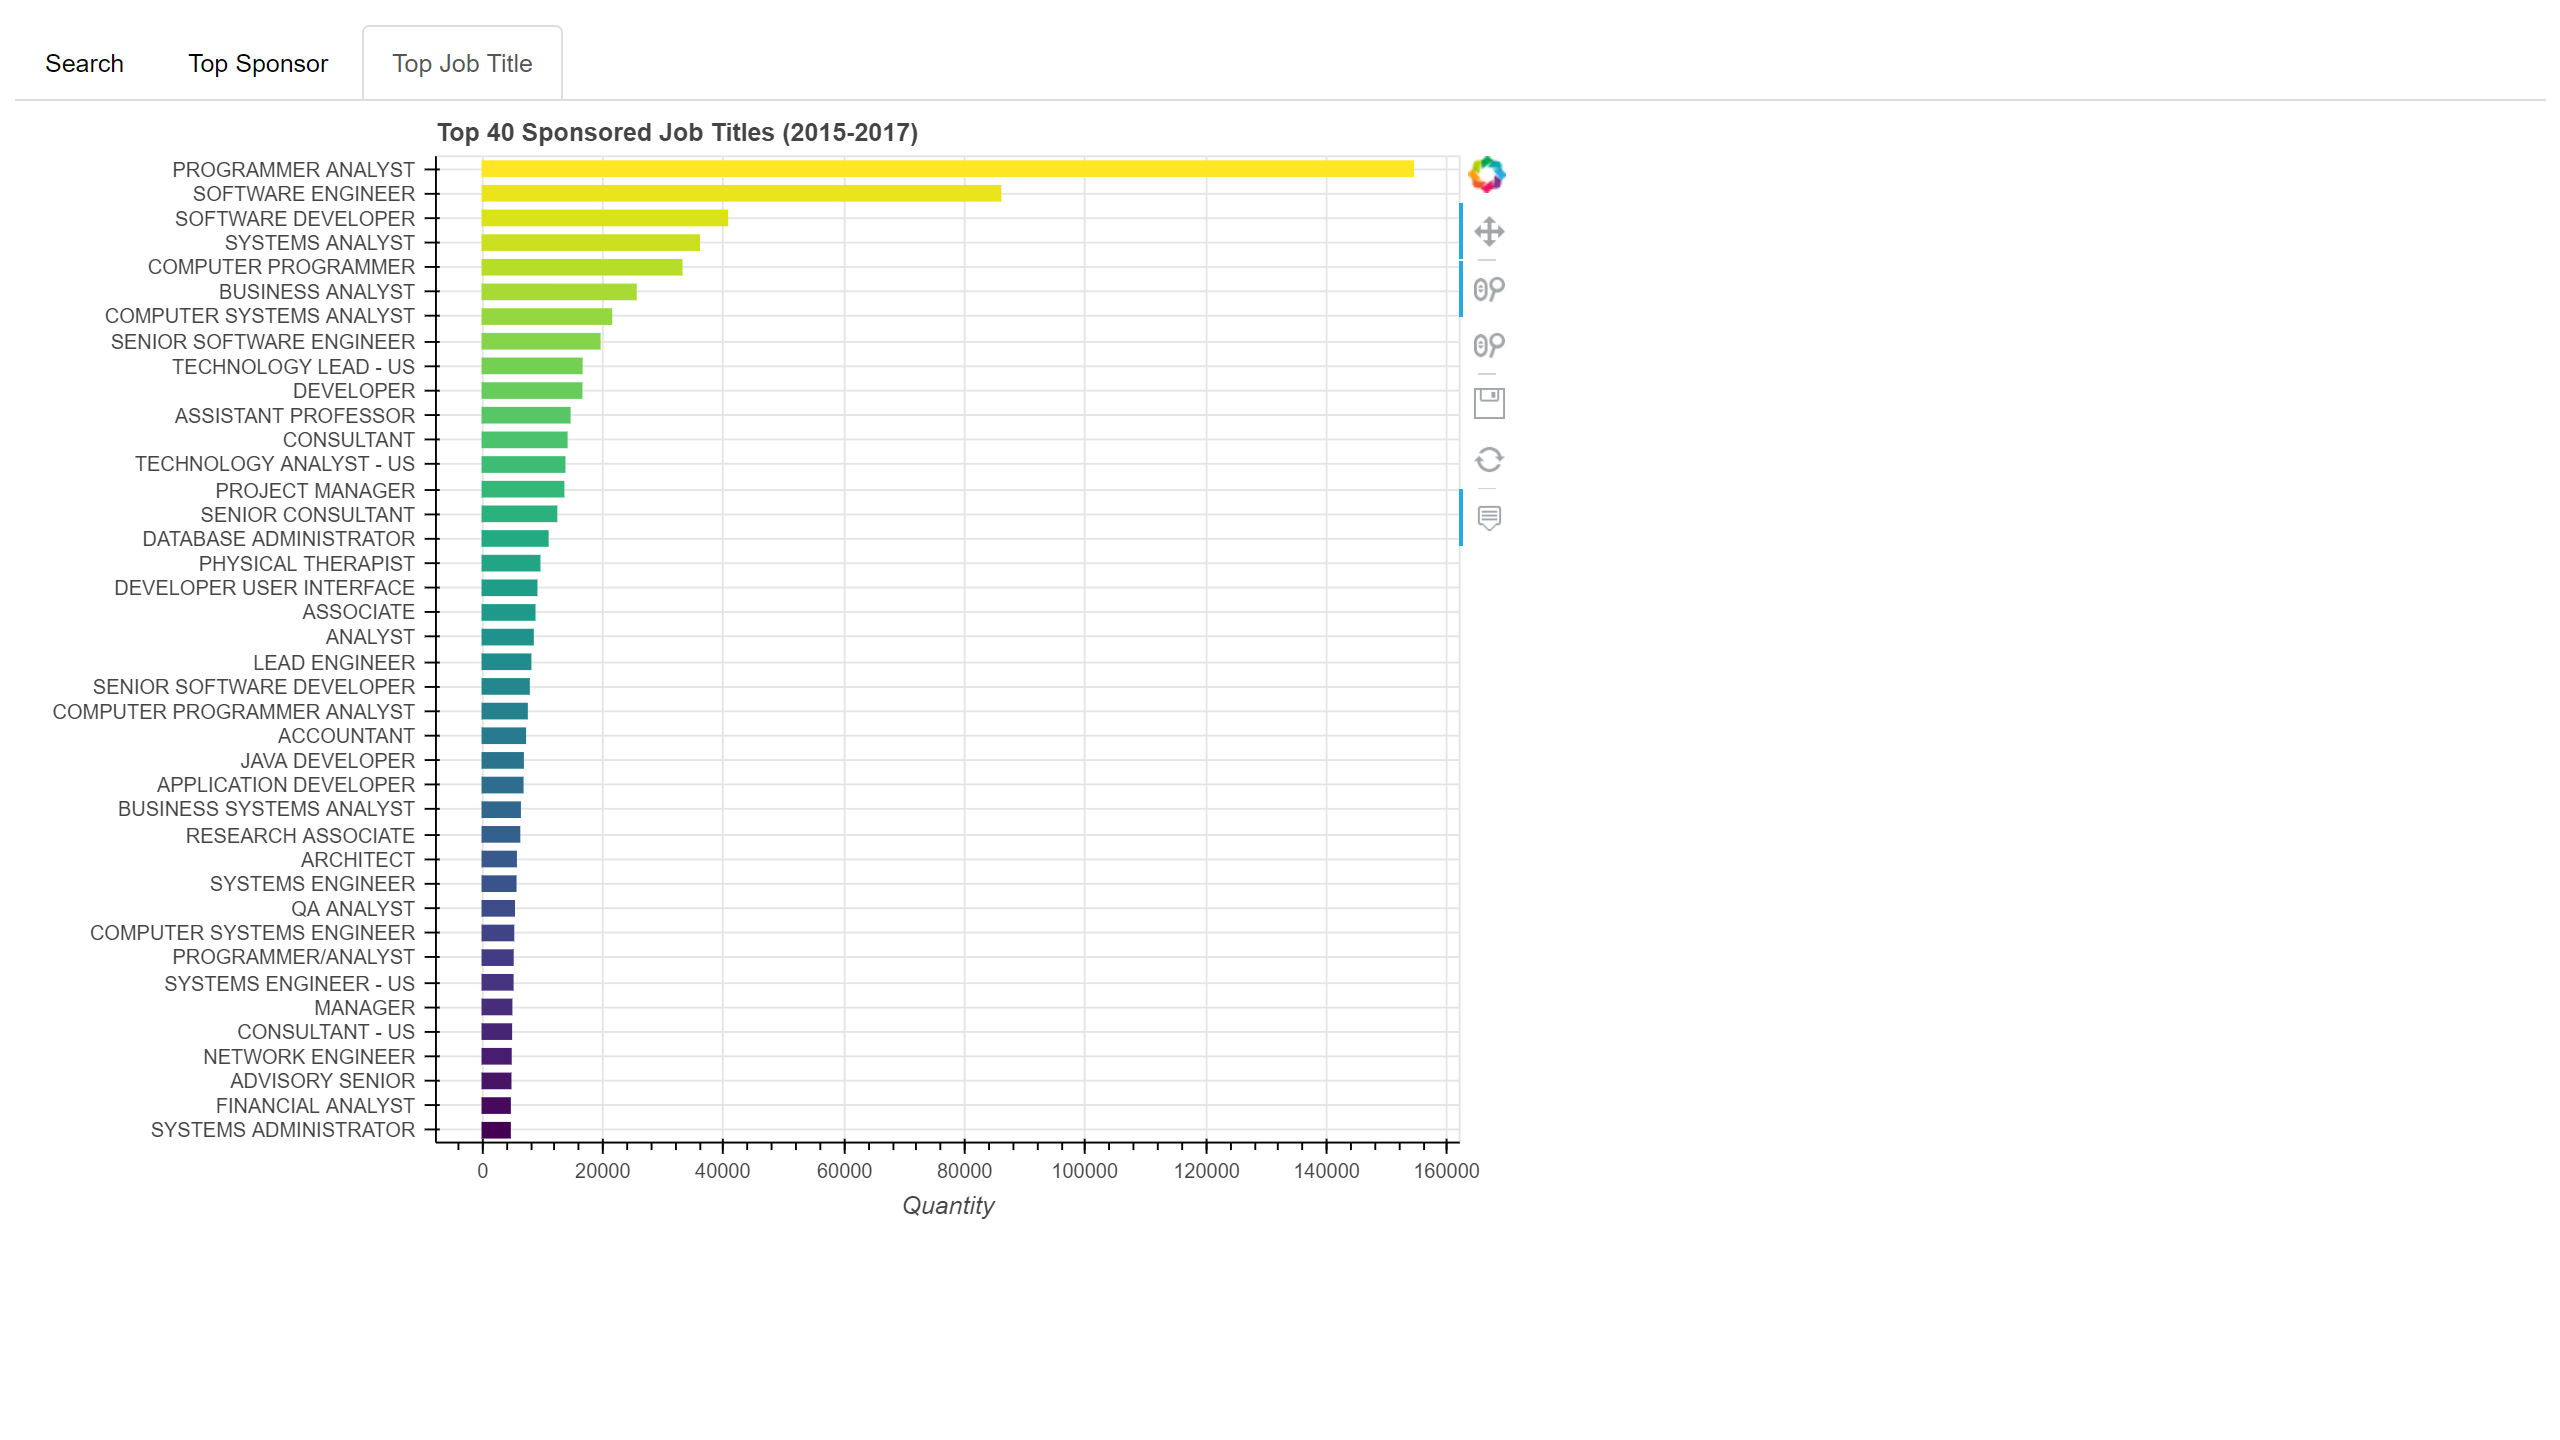 Search Top Sponsor Top Job Title
Top 40 Sponsored Job Titles (2015-2017)
PROGRAMMER ANALYST
SOFTWARE ENGINEER
SOFTWARE DEVELOPER
SYSTEMS ANALYST
COMPUTER PROGRAMMER
BUSINESS ANALYST
COMPUTER SYSTEMS ANALYST
SENIOR SOFTWARE ENGINEER
TECHNOLOGY LEAD - US
DEVELOPER
ASSISTANT PROFESSOR
CONSULTANT
TECHNOLOGY ANALYST - US
PROJECT MANAGER
SENIOR CONSULTANT
DATABASE ADMINISTRATOR
PHYSICAL THERAPIST
DEVELOPER USER INTERFACE
ASSOCIATE
ANALYST
LEAD ENGINEER
SENIOR SOFTWARE DEVELOPER
COMPUTER PROGRAMMER ANALYST
ACCOUNTANT
JAVA DEVELOPER
APPLICATION DEVELOPER
BUSINESS SYSTEMS ANALYST
RESEARCH ASSOCIATE
ARCHITECT
SYSTEMS ENGINEER
QA ANALYST
COMPUTER SYSTEMS ENGINEER
PROGRAMMER/ANALYST
SYSTEMS ENGINEER - US
MANAGER
CONSULTANT - US
NETWORK ENGINEER
ADVISORY SENIOR
FINANCIAL ANALYST
SYSTEMS ADMINISTRATOR
0 20000 40000 60000 80000 100000 120000 140000 160000
Quantity